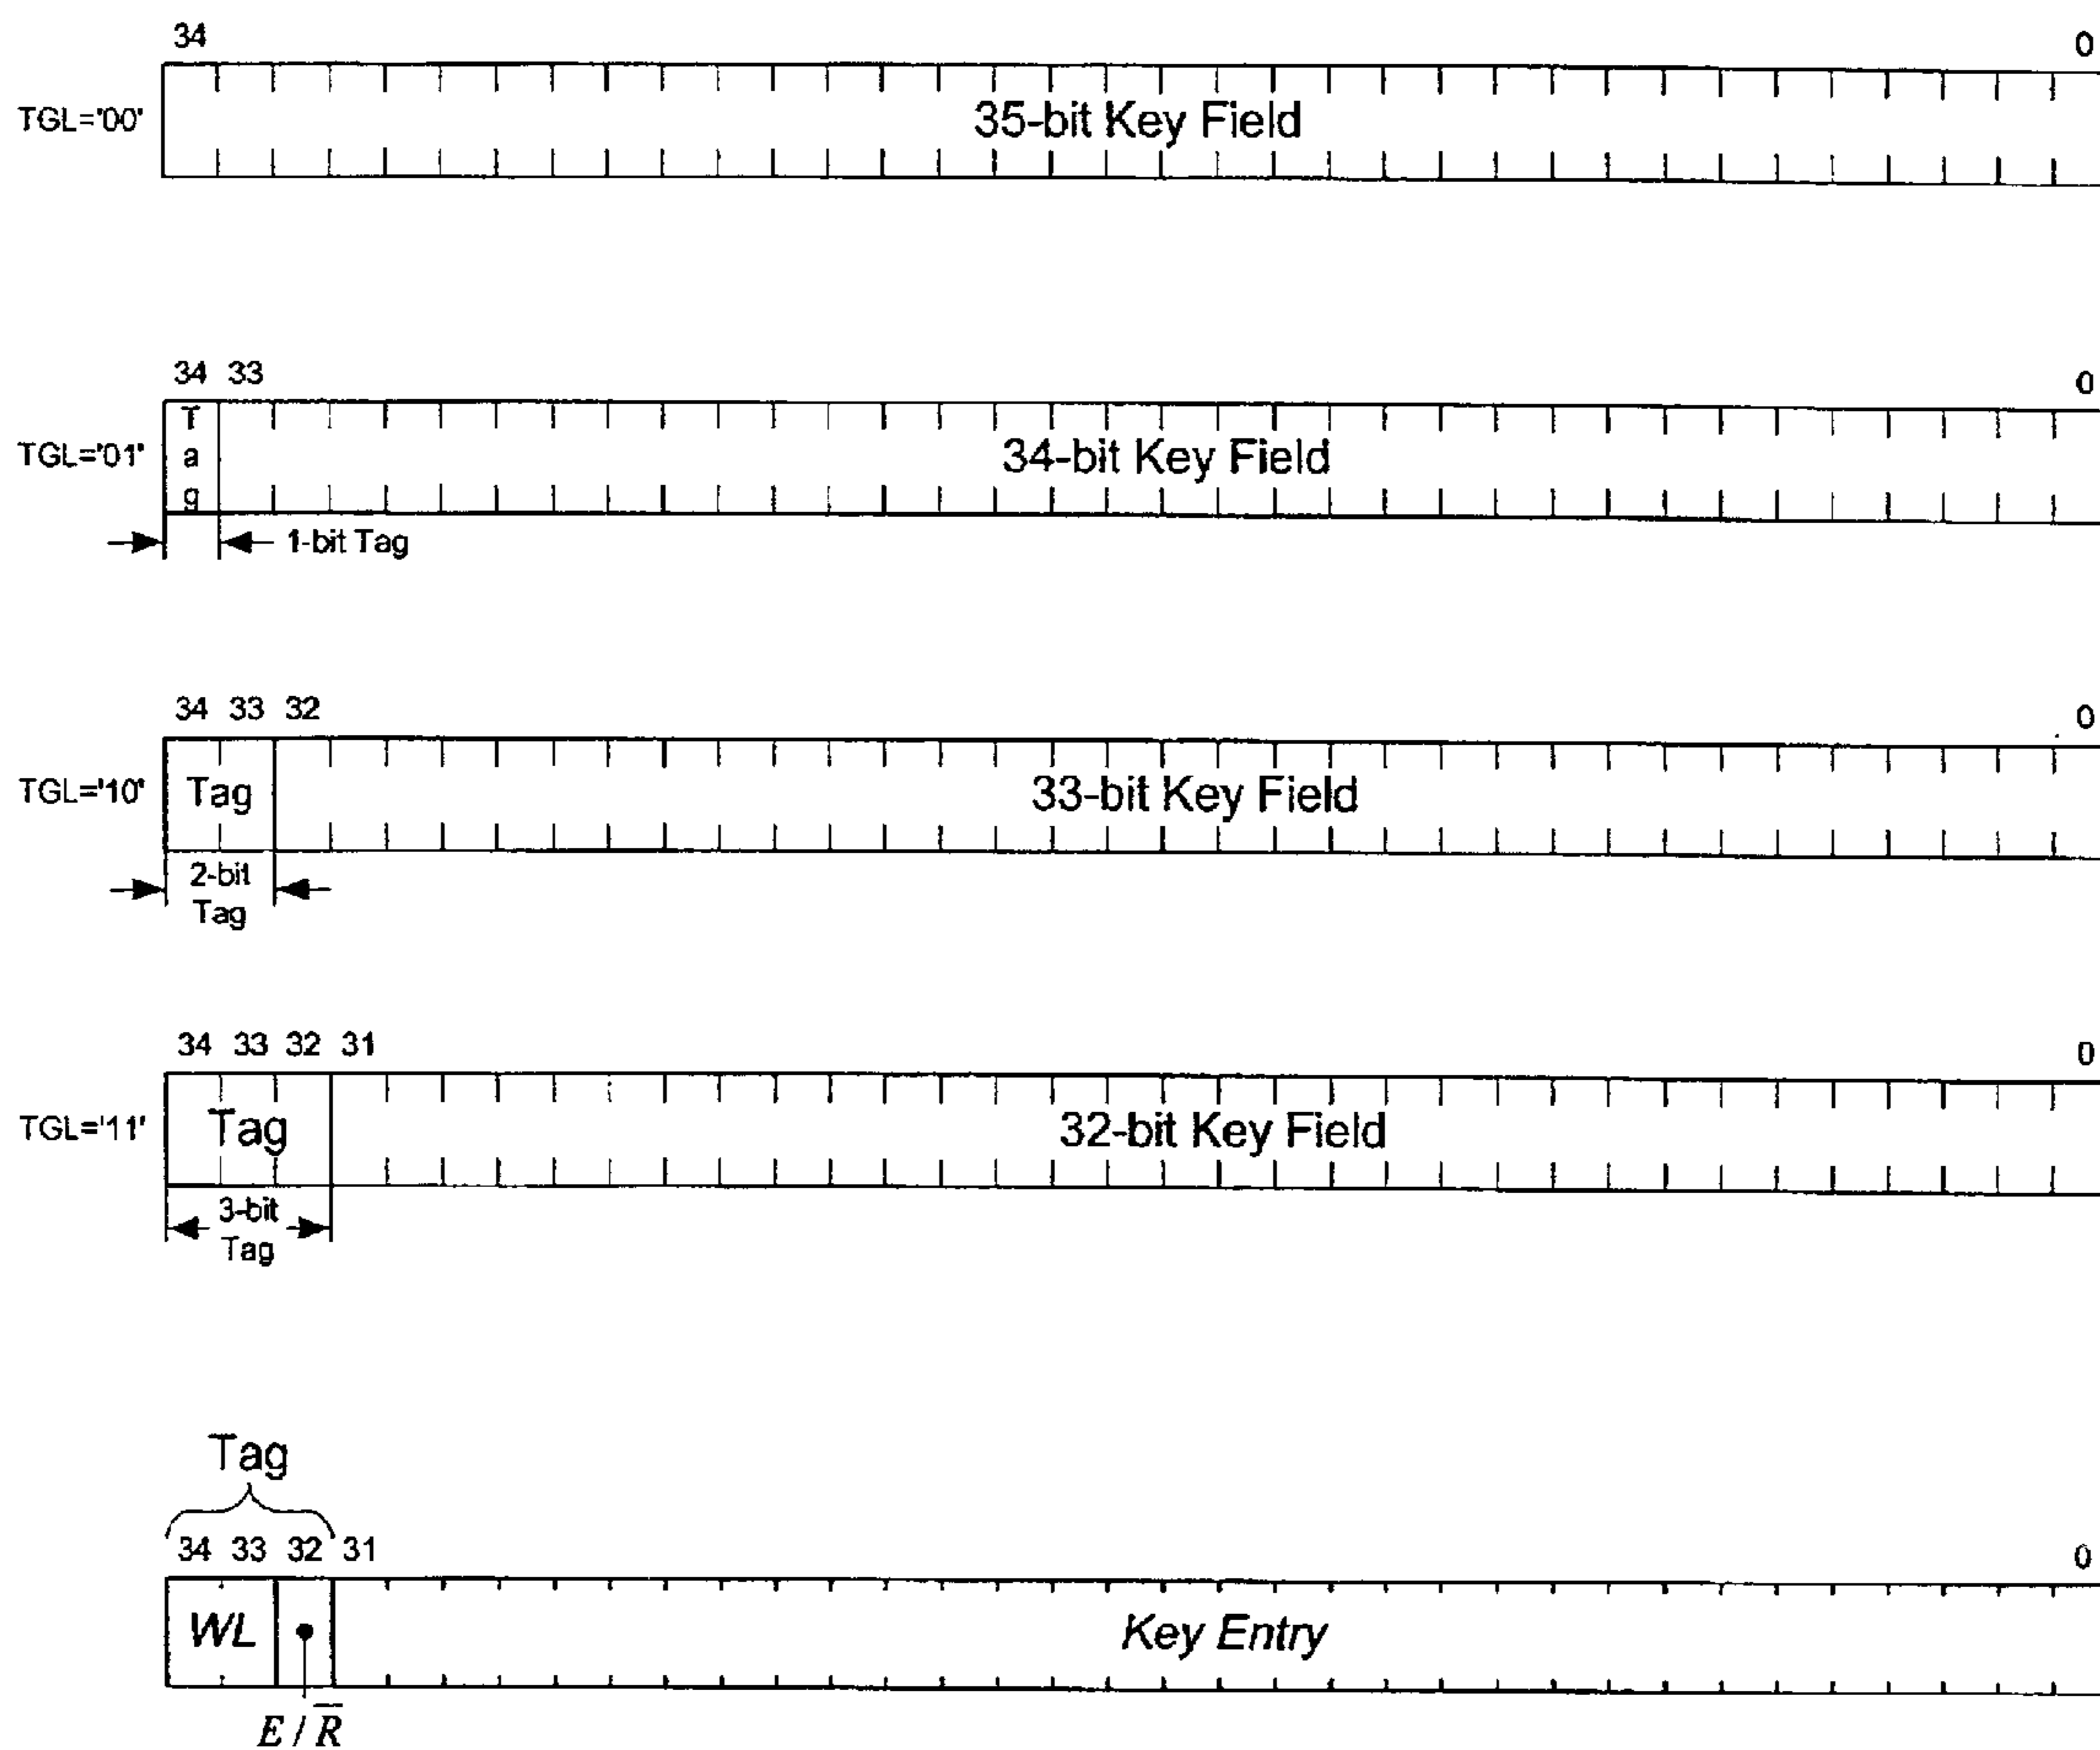 34 0
TGL='00' 35-bit Key Field
34 33 0
TGL='01' Tag 34-bit Key Field
1-bit Tag
34 33 32 0
TGL='10' Tag 33-bit Key Field
2-bit
Tag
34 33 32 31 0
TGL='11' Tag 32-bit Key Field
3-bit
Tag
Tag
34 33 32 31 0
WL Key Entry
E / R̅